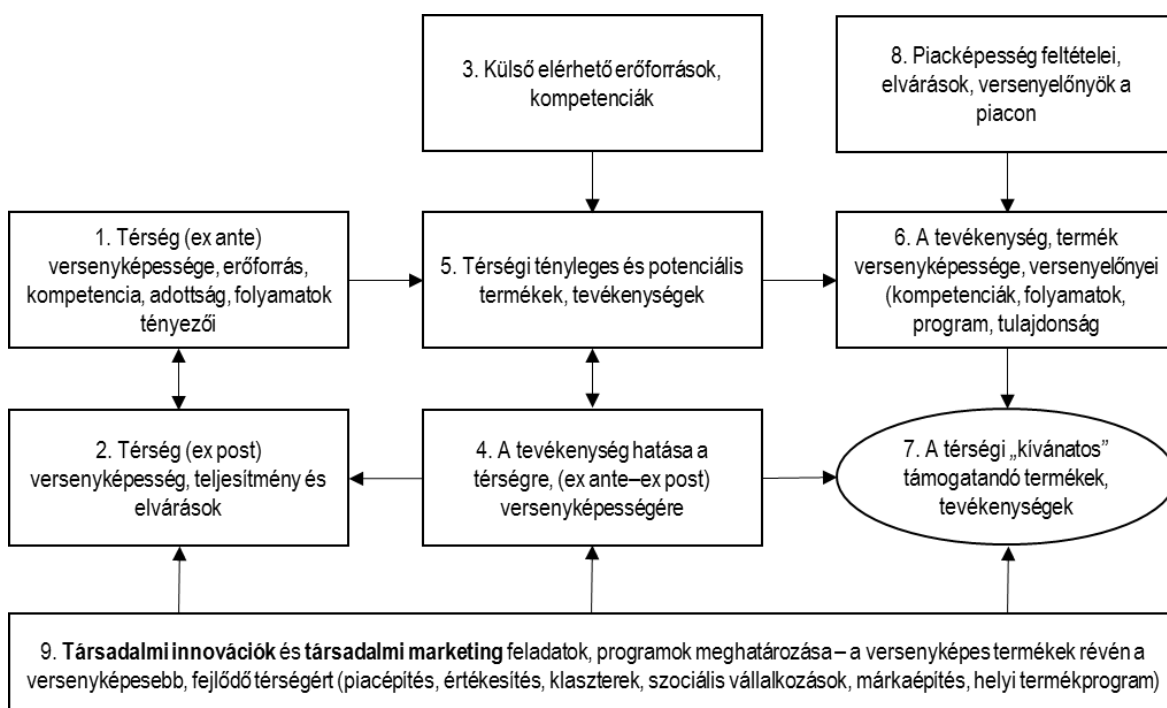 3. Külső elérhető erőforrások,
kompetenciák
8. Piacképesség feltételei,
elvárások, versenyelőnyök a
piacon
1. Térség (ex ante)
versenyképessége, erőforrás,
kompetencia, adottság, folyamatok
tényezői
5. Térségi tényleges és potenciális
termékek, tevékenységek
6. A tevékenység, termék
versenyképessége, versenyelőnyei
(kompetenciák, folyamatok,
program, tulajdonság
2. Térség (ex post)
versenyképesség, teljesítmény és
elvárások
4. A tevékenység hatása a
térségre, (ex ante–ex post)
versenyképességére
7. A térségi „kívánatos”
támogatandó termékek,
tevékenységek
9. Társadalmi innovációk és társadalmi marketing feladatok, programok meghatározása – a versenyképes termékek révén a
versenyképesebb, fejlődő térségért (piacépítés, értékesítés, klaszterek, szociális vállalkozások, márkaépítés, helyi termékprogram)